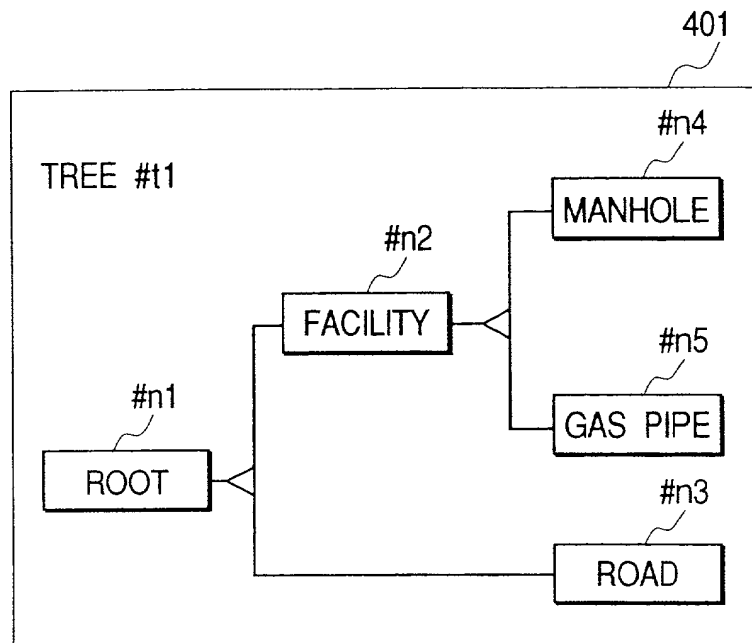 401
TREE #t1
#n4
MANHOLE
#n2
FACILITY
#n5
GAS PIPE
#n1
ROOT
#n3
ROAD